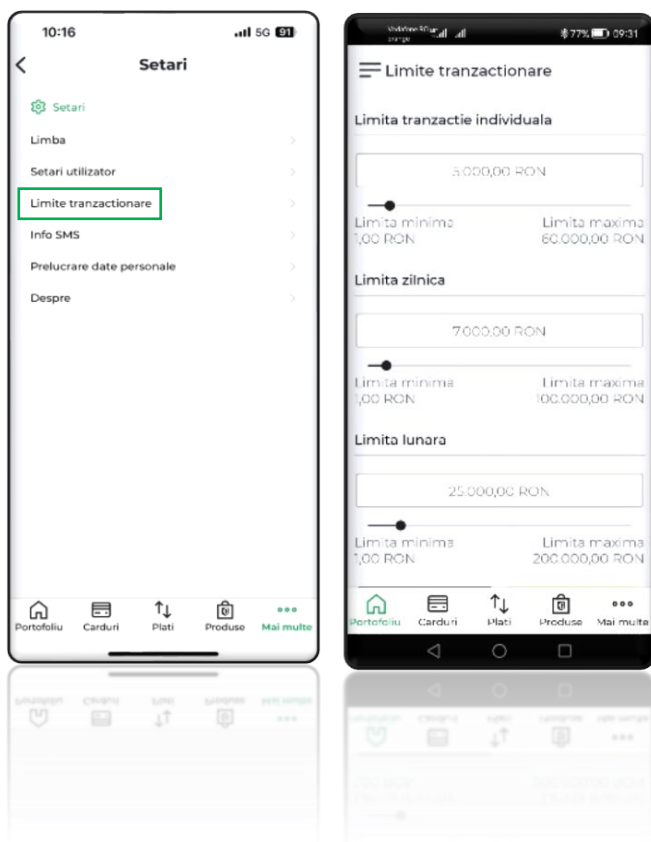 10:16
5G 91
Setari
Setari
Limba
Setari utilizator
Limite tranzactionare
Info SMS
Prelucrare date personale
Despre
Portofoliu Carduri Plati Produse Mai multe
orange
77% 09:31
Limite tranzactionare
Limita tranzactie individuala
5.000,00 RON
Limita minima Limita maxima
1,00 RON 60.000,00 RON
Limita zilnica
7.000,00 RON
Limita minima Limita maxima
1,00 RON 100.000,00 RON
Limita lunara
25.000,00 RON
Limita minima Limita maxima
1,00 RON 200.000,00 RON
Portofoliu Carduri Plati Produse Mai multe